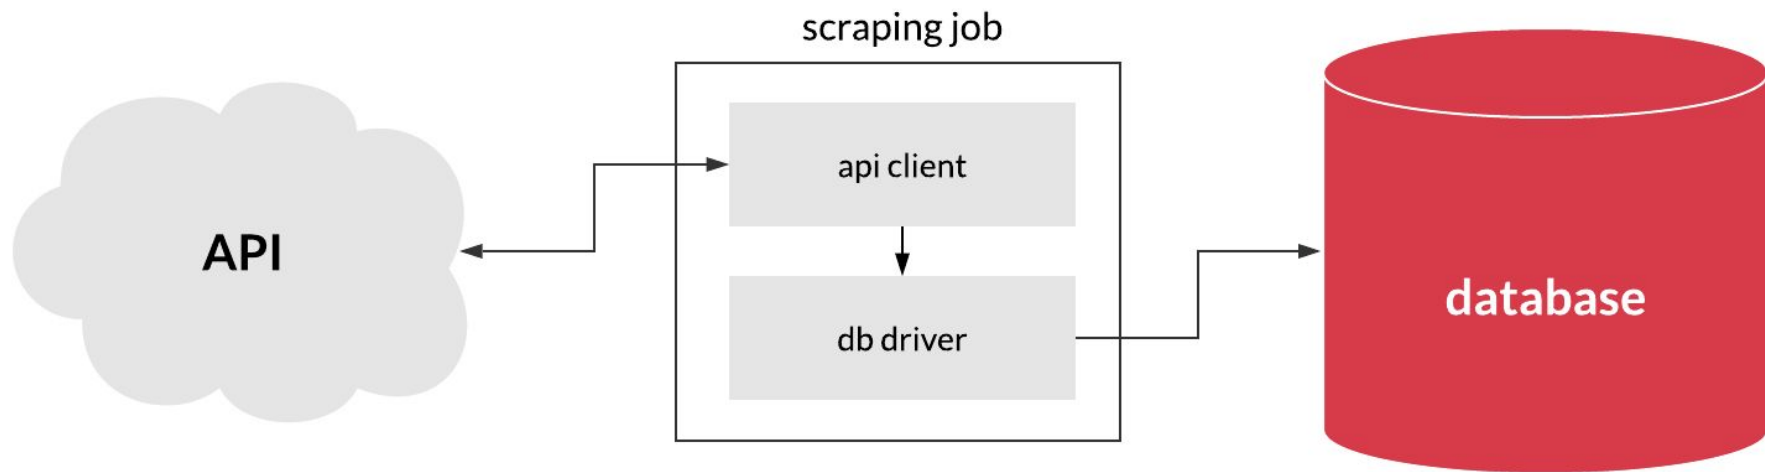 scraping job
API
api client
db driver
database